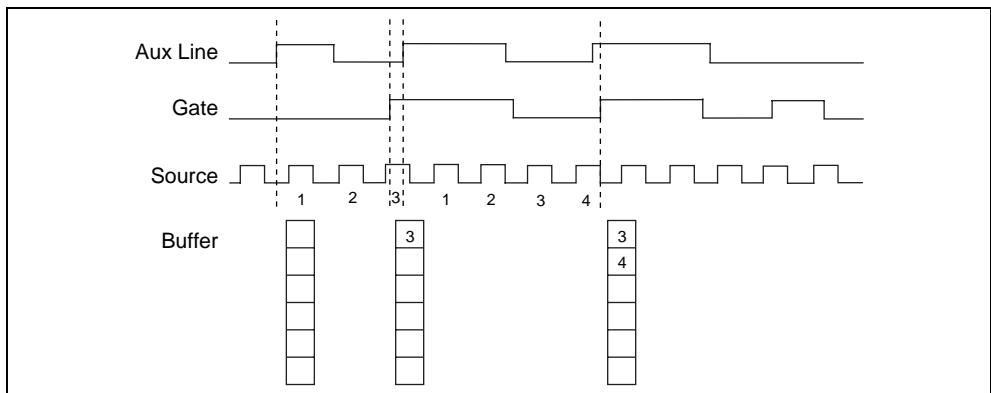 Aux Line
Gate
Source
1 2 3 1 2 3 4
Buffer
3 3
4